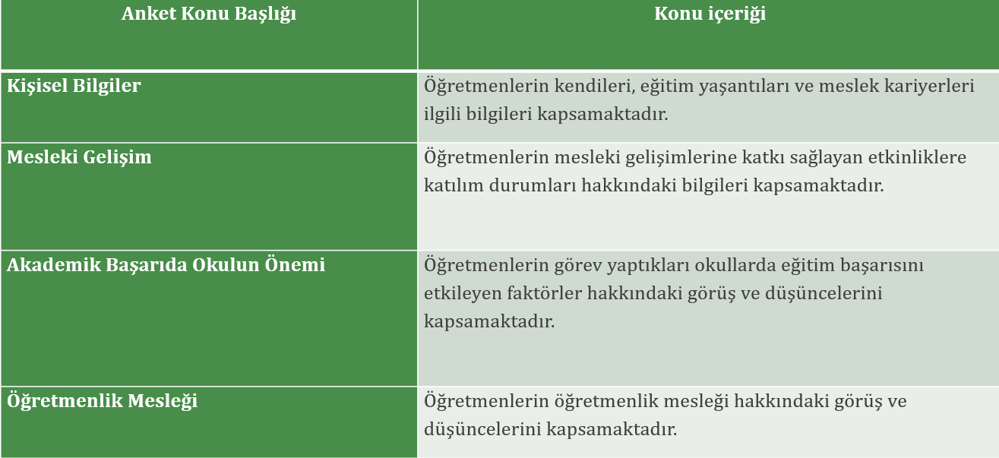 Anket Konu Başlığı
Konu içeriği
Kişisel Bilgiler
Öğretmenlerin kendileri, eğitim yaşantıları ve meslek kariyerleri
ilgili bilgileri kapsamaktadır.
Mesleki Gelişim
Öğretmenlerin mesleki gelişimlerine katkı sağlayan etkinliklere
katılım durumları hakkındaki bilgileri kapsamaktadır.
Akademik Başarıda Okulun Önemi
Öğretmenlerin görev yaptıkları okullarda eğitim başarısını
etkileyen faktörler hakkındaki görüş ve düşüncelerini
kapsamaktadır.
Öğretmenlik Mesleği
Öğretmenlerin öğretmenlik mesleği hakkındaki görüş ve
düşüncelerini kapsamaktadır.